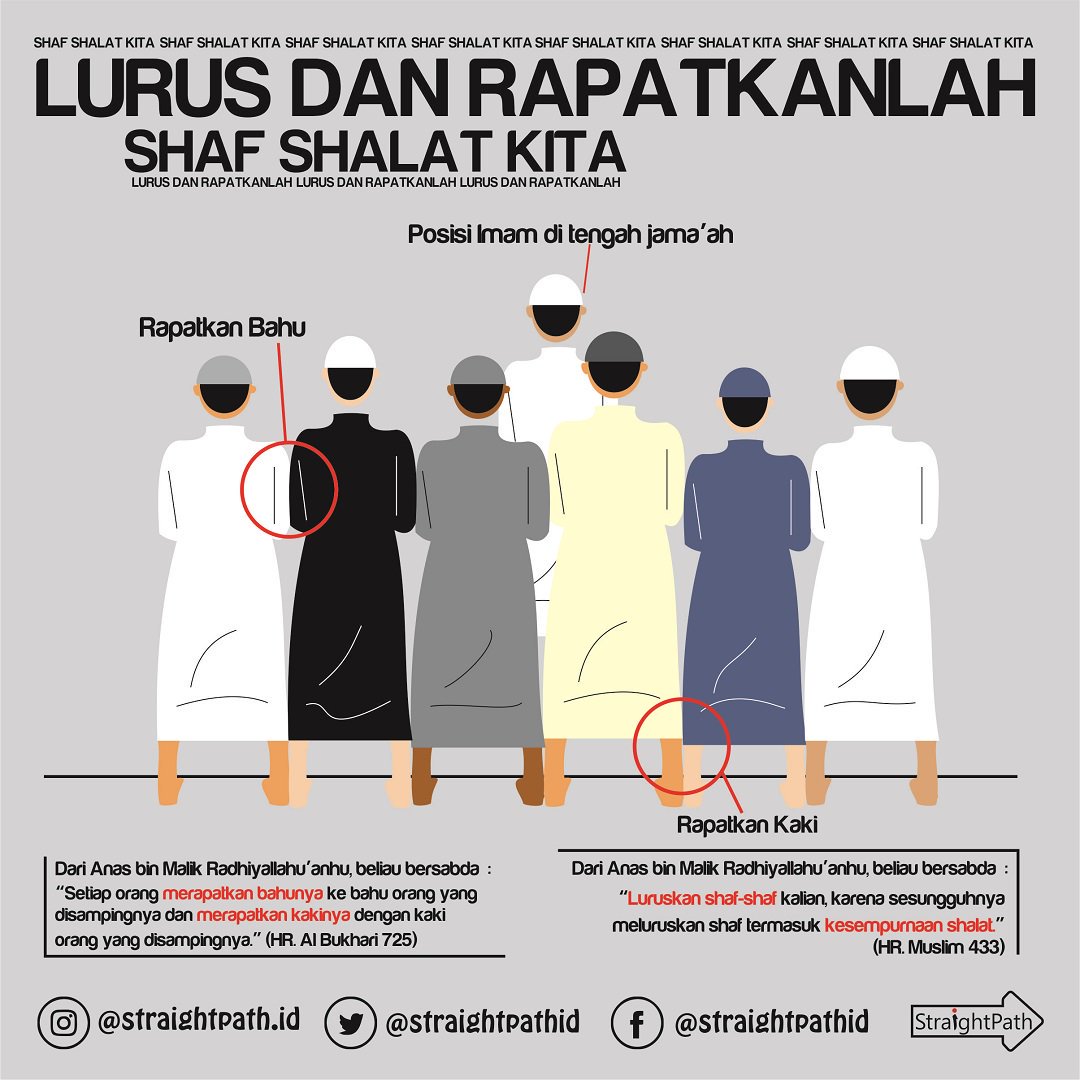 SHAF SHALAT KITA SHAF SHALAT KITA SHAF SHALAT KITA SHAF SHALAT KITA SHAF SHALAT KITA SHAF SHALAT KITA SHAF SHALAT KITA SHAF SHALAT KITA
LURUS DAN RAPATKANLAH
SHAF SHALAT KITA
LURUS DAN RAPATKANLAH LURUS DAN RAPATKANLAH LURUS DAN RAPATKANLAH
Posisi Imam di tengah jama'ah
Rapatkan Bahu
Rapatkan Kaki
Dari Anas bin Malik Radhiyallahu'anhu, beliau bersabda :
"Setiap orang merapatkan bahunya ke bahu orang yang
disampingnya dan merapatkan kakinya dengan kaki
orang yang disampingnya." (HR. Al Bukhari 725)
Dari Anas bin Malik Radhiyallahu'anhu, beliau bersabda :
"Luruskan shaf-shaf kalian, karena sesungguhnya
meluruskan shaf termasuk kesempurnaan shalat."
(HR. Muslim 433)
@straightpath.id
@straightpathid
@straightpathid
StraightPath